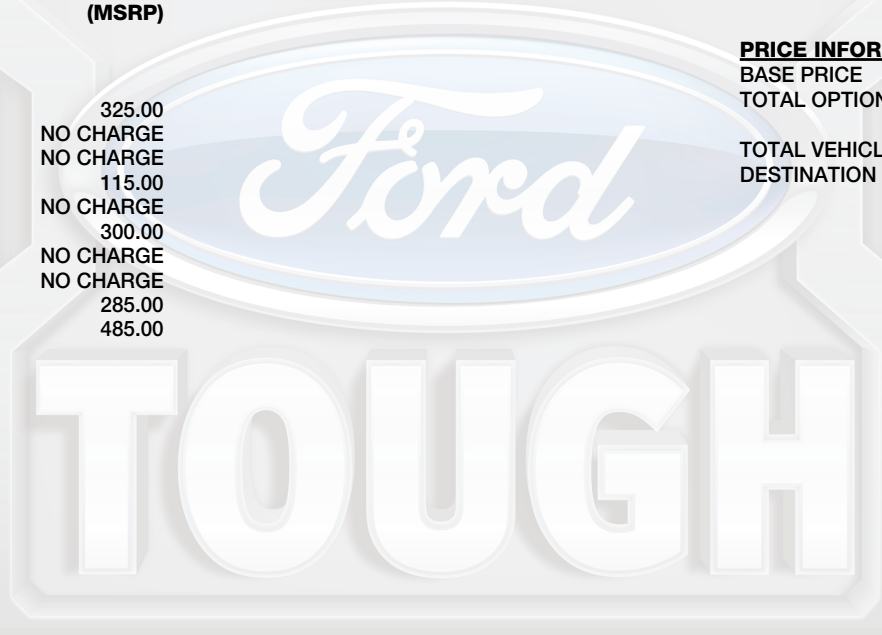 (MSRP)
325.00
NO CHARGE
NO CHARGE
115.00
NO CHARGE
300.00
NO CHARGE
NO CHARGE
285.00
485.00
PRICE INFOR
BASE PRICE
TOTAL OPTION
TOTAL VEHICL
DESTINATION
Ford
TOUGH